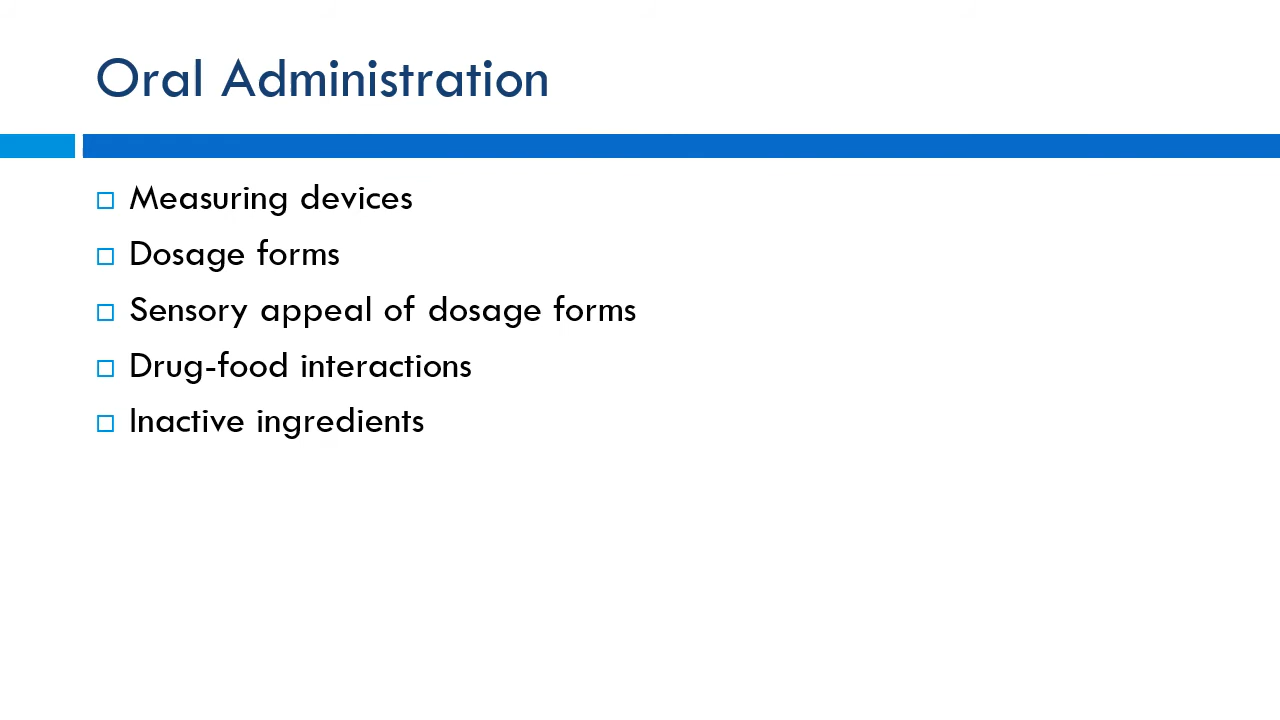 Oral Administration
Measuring devices
Dosage forms
Sensory appeal of dosage forms
Drug-food interactions
Inactive ingredients